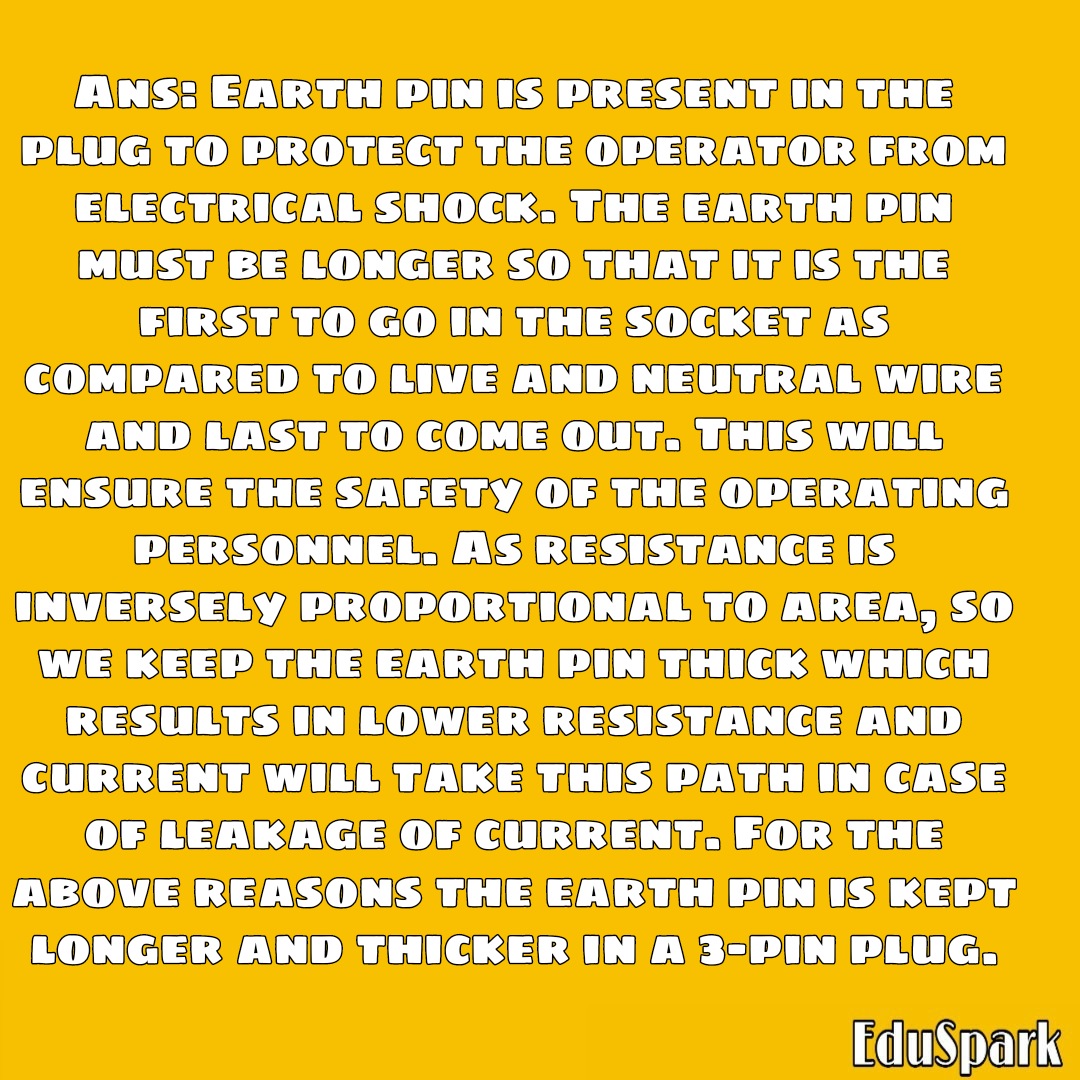 Ans: Earth pin is present in the
plug to protect the operator from
electrical shock. The earth pin
must be longer so that it is the
first to go in the socket as
compared to live and neutral wire
and last to come out. This will
ensure the safety of the operating
personnel. As resistance is
inversely proportional to area, so
we keep the earth pin thick which
results in lower resistance and
current will take this path in case
of leakage of current. For the
above reasons the earth pin is kept
longer and thicker in a 3-pin plug.
EduSpark